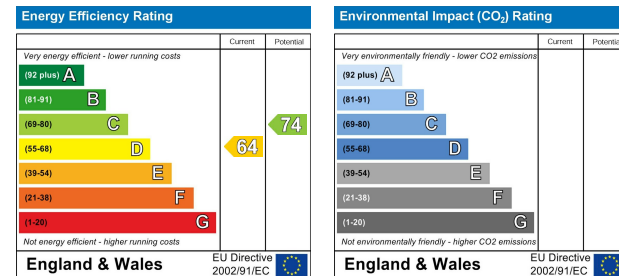 Energy Efficiency Rating
Current Potential
Very energy efficient - lower running costs
(92 plus) A
(81-91) B
(69-80) C
74
(55-68) D
64
(39-54) E
(21-38) F
(1-20) G
Not energy efficient - higher running costs
England & Wales
EU Directive
2002/91/EC
Environmental Impact (CO₂) Rating
Current Potentia
Very environmentally friendly - lower CO2 emissions
(92 plus) A
(81-91) B
(69-80) C
(55-68) D
(39-54) E
(21-38) F
(1-20) G
Not environmentally friendly - higher CO2 emissions
England & Wales
EU Directive
2002/91/EC